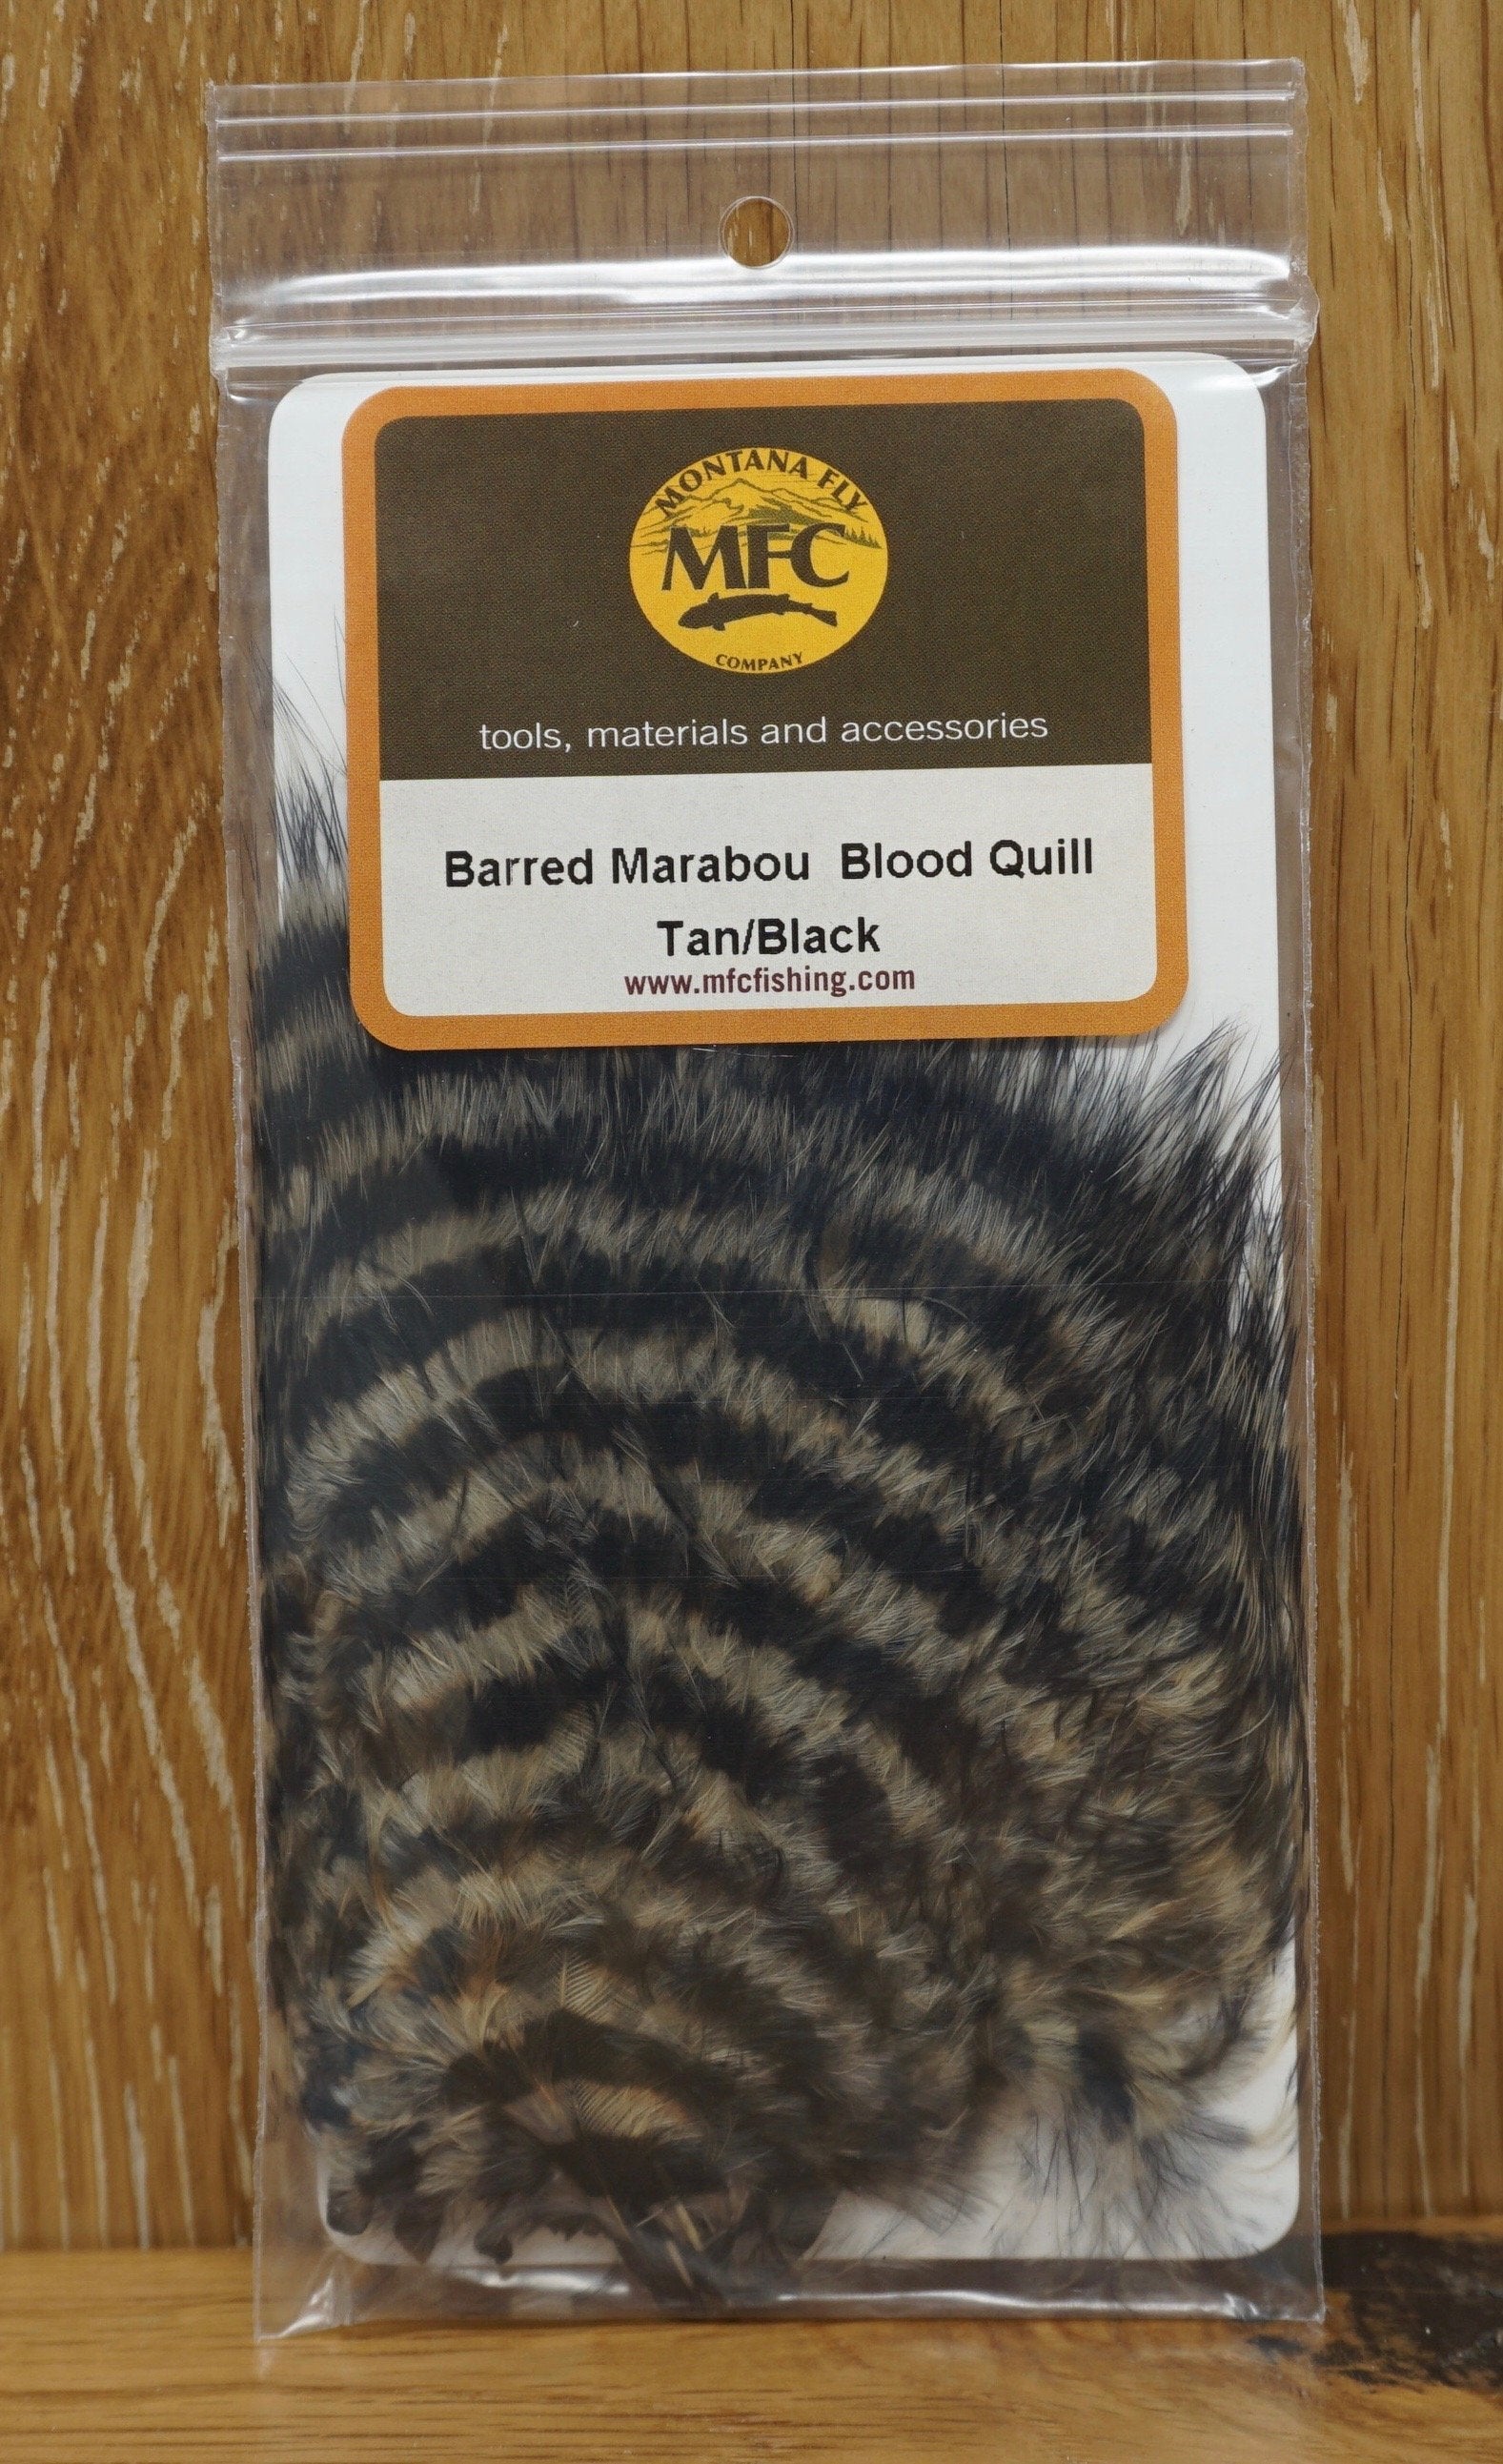 MONTANA FLY
MFC
COMPANY
tools, materials and accessories
Barred Marabou Blood Quill
Tan/Black
www.mfcfishing.com